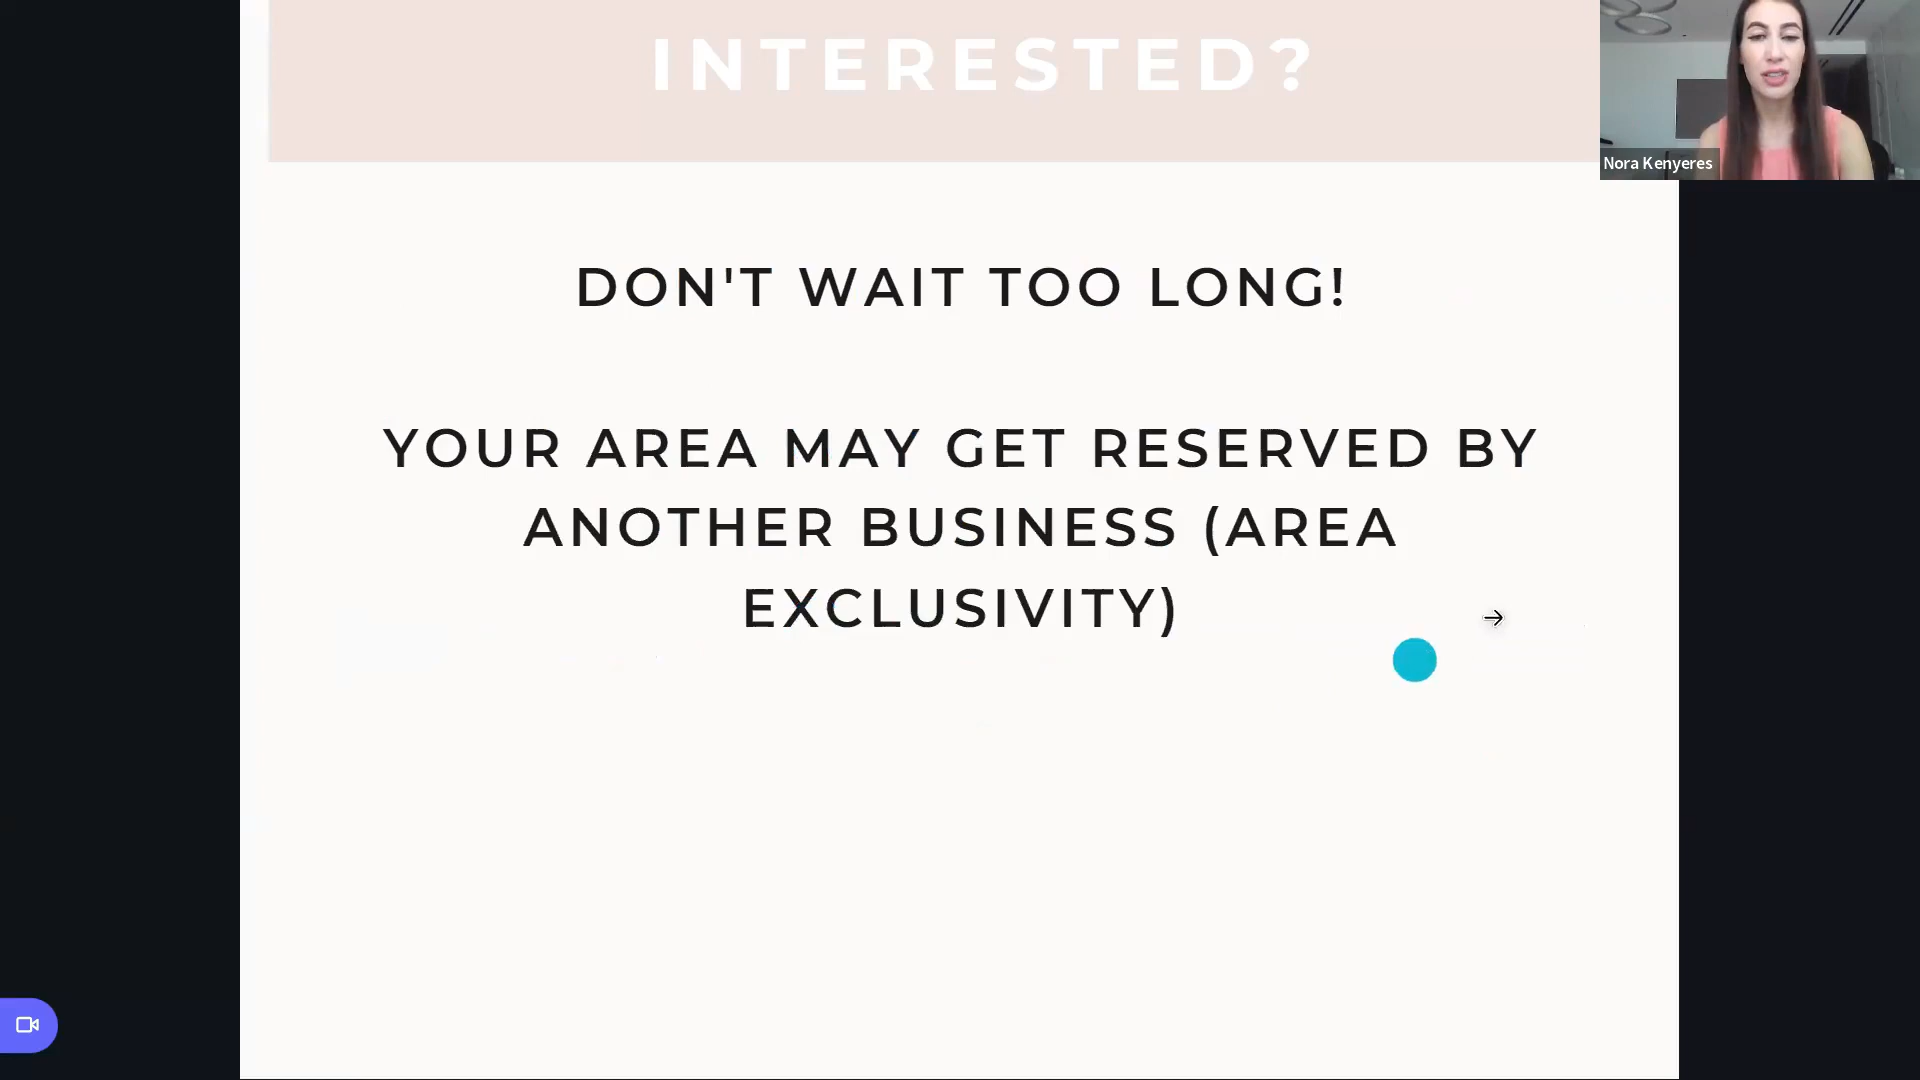 INTERESTED?
Nora Kenyeres
DON'T WAIT TOO LONG!
YOUR AREA MAY GET RESERVED BY
ANOTHER BUSINESS (AREA
EXCLUSIVITY)